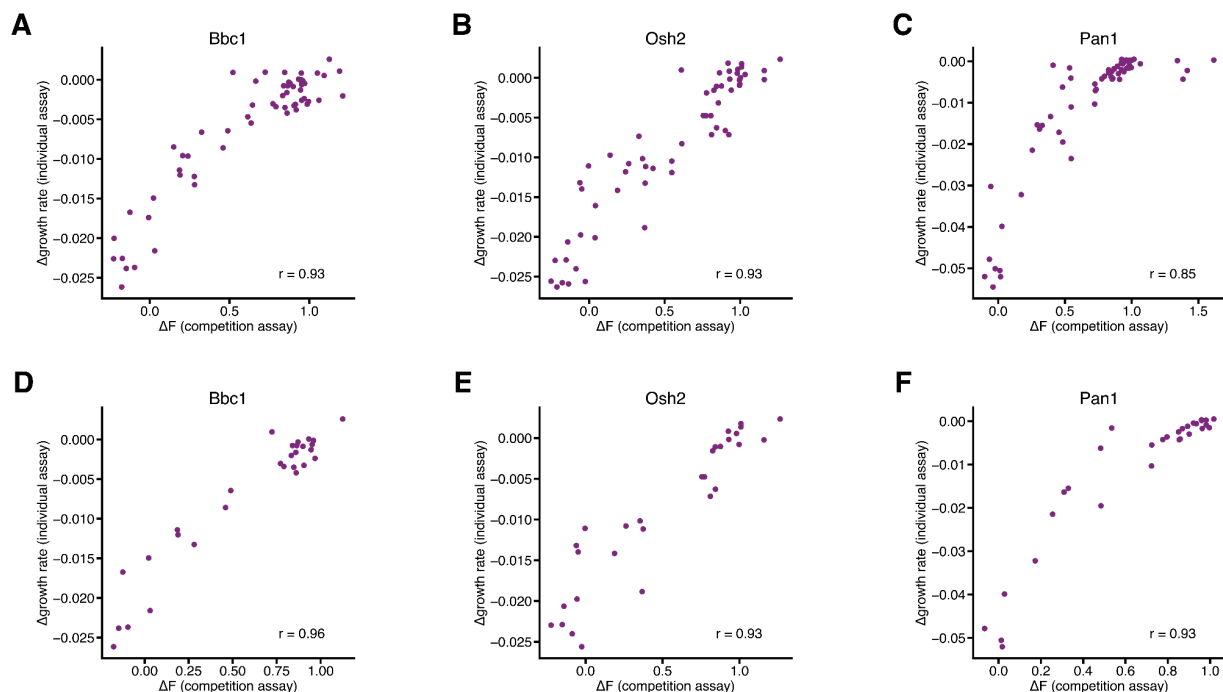 A
Bbc1
Δgrowth rate (individual assay)
0.000
−0.005
−0.010
−0.015
−0.020
−0.025
r = 0.93
0.0 0.5 1.0
ΔF (competition assay)
B
Osh2
Δgrowth rate (individual assay)
0.000
−0.005
−0.010
−0.015
−0.020
−0.025
r = 0.93
0.0 0.5 1.0
ΔF (competition assay)
C
Pan1
Δgrowth rate (individual assay)
0.00
−0.01
−0.02
−0.03
−0.04
−0.05
r = 0.85
0.0 0.5 1.0 1.5
ΔF (competition assay)
D
Bbc1
Δgrowth rate (individual assay)
0.000
−0.005
−0.010
−0.015
−0.020
−0.025
r = 0.96
0.00 0.25 0.50 0.75 1.00
ΔF (competition assay)
E
Osh2
Δgrowth rate (individual assay)
0.000
−0.005
−0.010
−0.015
−0.020
−0.025
r = 0.93
0.0 0.5 1.0
ΔF (competition assay)
F
Pan1
Δgrowth rate (individual assay)
0.00
−0.01
−0.02
−0.03
−0.04
−0.05
r = 0.93
0.0 0.2 0.4 0.6 0.8 1.0
ΔF (competition assay)